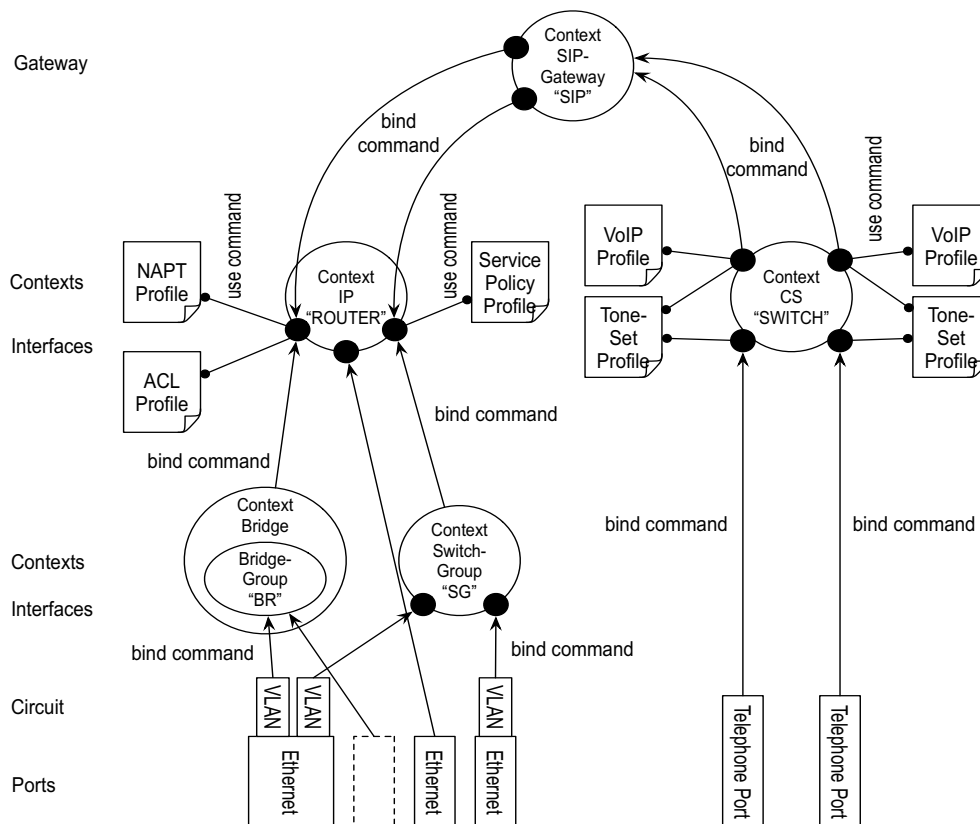 Context
SIP-
Gateway
“SIP”
Gateway
bind
command
bind
command
use command
use command
use command
VoIP
Profile
VoIP
Profile
NAPT
Profile
Service
Policy
Profile
Contexts
Context
IP
“ROUTER”
Context
CS
“SWITCH”
Tone-
Set
Profile
Tone-
Set
Profile
Interfaces
ACL
Profile
bind command
bind command
Context
Bridge
Context
Switch-
Group
“SG”
bind command
bind command
Contexts
Bridge-
Group
“BR”
Interfaces
bind command
bind command
Circuit
VLAN
VLAN
VLAN
Ports
Ethernet
Ethernet
Ethernet
Telephone Port
Telephone Port